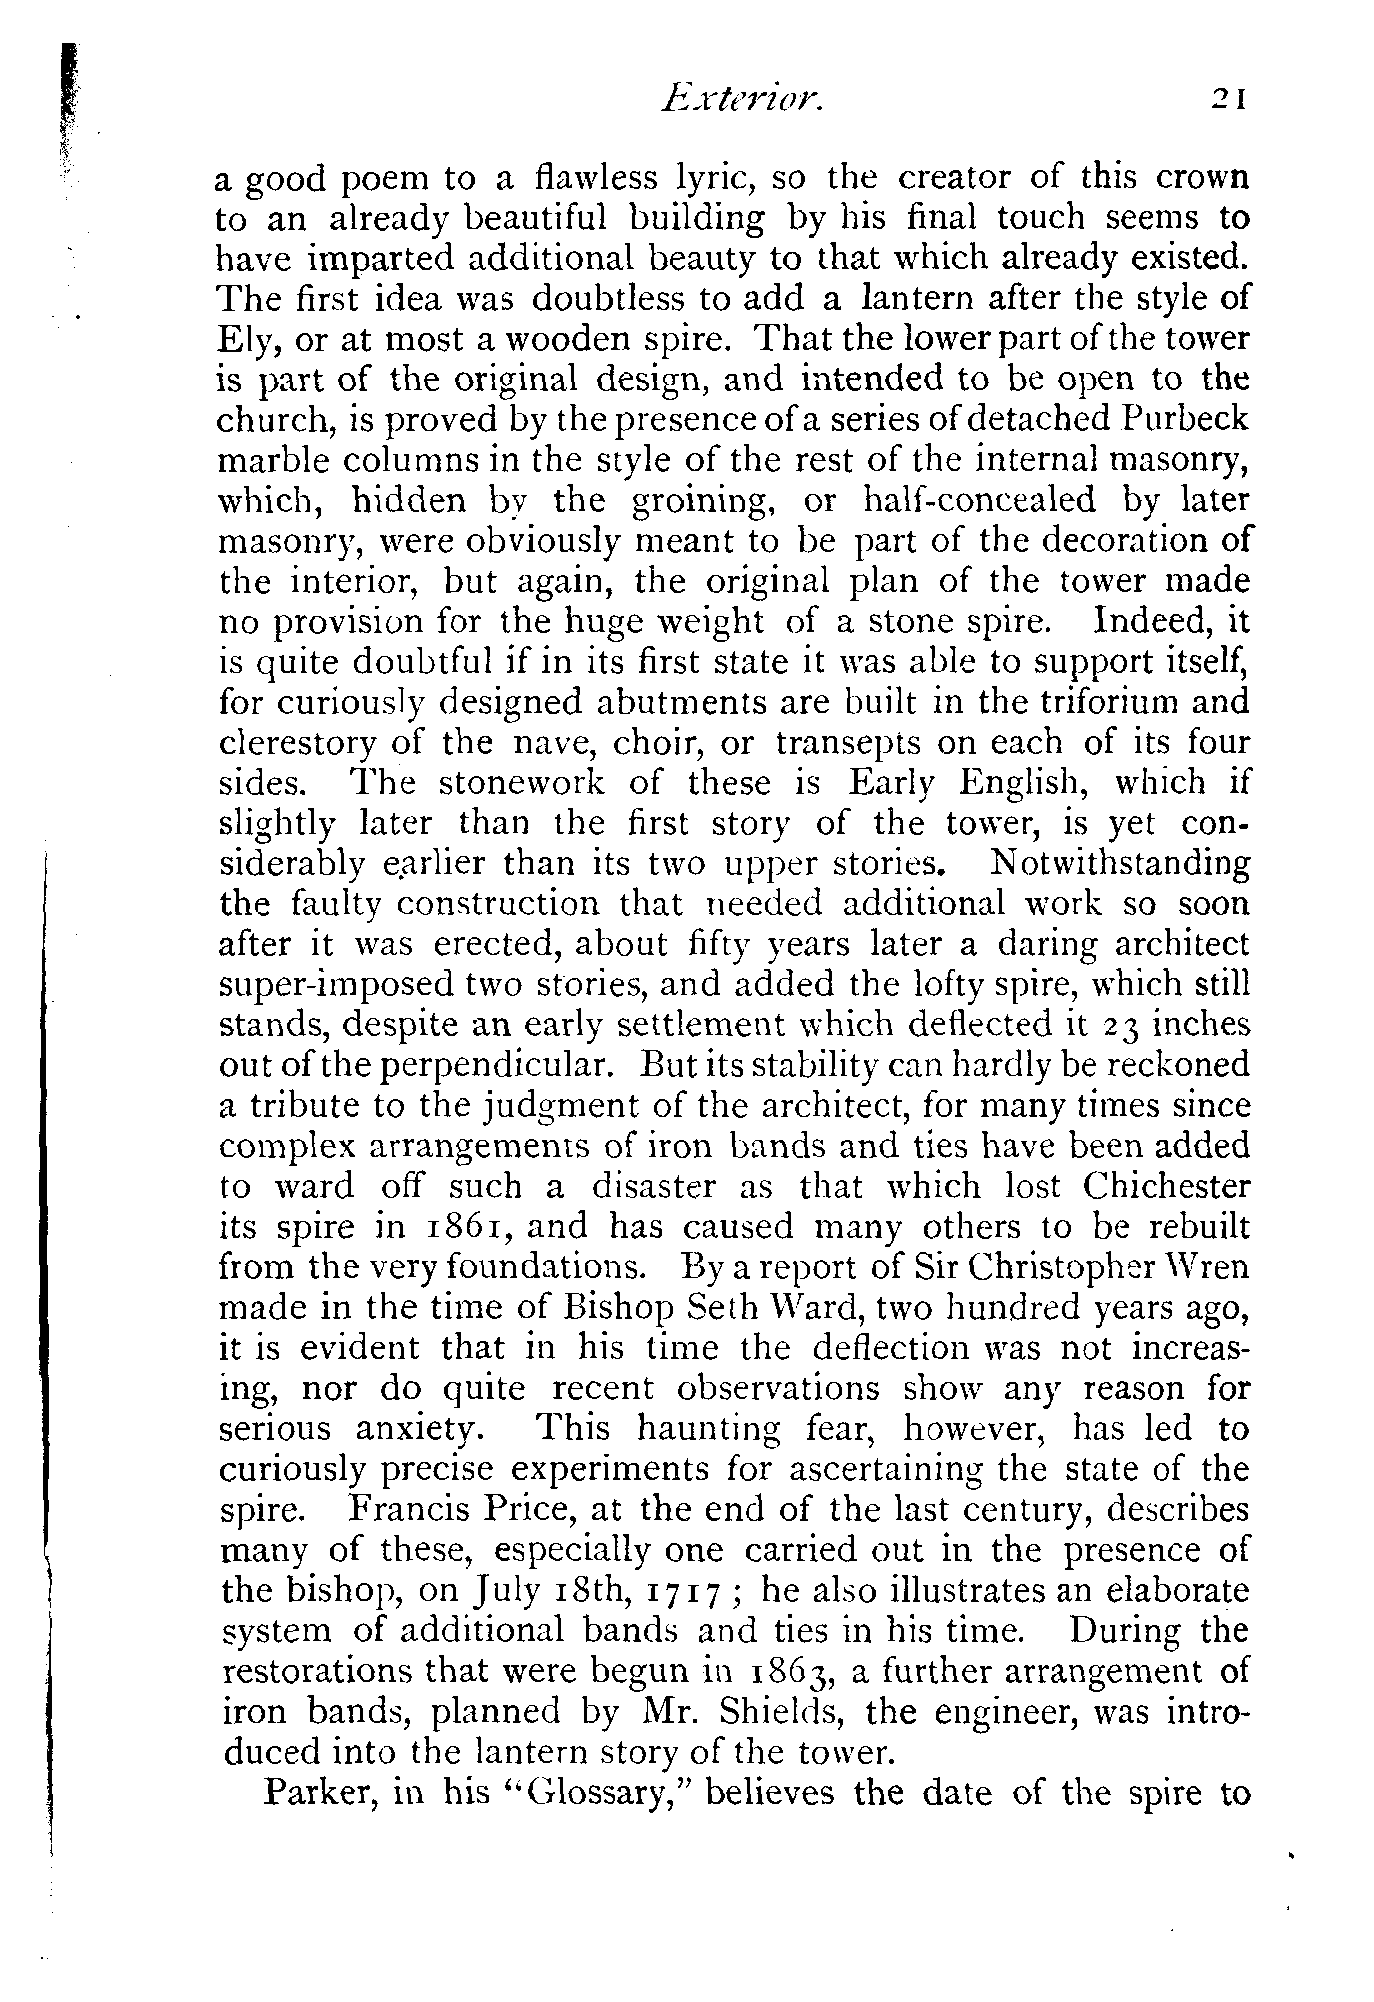 Exterior. 21
a good poem to a flawless lyric, so the creator of this crown
to an already beautiful building by his final touch seems to
have imparted additional beauty to that which already existed.
The first idea was doubtless to add a lantern after the style of
Ely, or at most a wooden spire. That the lower part of the tower
is part of the original design, and intended to be open to the
church, is proved by the presence of a series of detached Purbeck
marble columns in the style of the rest of the internal masonry,
which, hidden by the groining, or half-concealed by later
masonry, were obviously meant to be part of the decoration of
the interior, but again, the original plan of the tower made
no provision for the huge weight of a stone spire. Indeed, it
is quite doubtful if in its first state it was able to support itself,
for curiously designed abutments are built in the triforium and
clerestory of the nave, choir, or transepts on each of its four
sides. The stonework of these is Early English, which if
slightly later than the first story of the tower, is yet con-
siderably earlier than its two upper stories. Notwithstanding
the faulty construction that needed additional work so soon
after it was erected, about fifty years later a daring architect
super-imposed two stories, and added the lofty spire, which still
stands, despite an early settlement which deflected it 23 inches
out of the perpendicular. But its stability can hardly be reckoned
a tribute to the judgment of the architect, for many times since
complex arrangements of iron bands and ties have been added
to ward off such a disaster as that which lost Chichester
its spire in 1861, and has caused many others to be rebuilt
from the very foundations. By a report of Sir Christopher Wren
made in the time of Bishop Seth Ward, two hundred years ago,
it is evident that in his time the deflection was not increas-
ing, nor do quite recent observations show any reason for
serious anxiety. This haunting fear, however, has led to
curiously precise experiments for ascertaining the state of the
spire. Francis Price, at the end of the last century, describes
many of these, especially one carried out in the presence of
the bishop, on July 18th, 1717 ; he also illustrates an elaborate
system of additional bands and ties in his time. During the
restorations that were begun in 1863, a further arrangement of
iron bands, planned by Mr. Shields, the engineer, was intro-
duced into the lantern story of the tower.
Parker, in his "Glossary," believes the date of the spire to